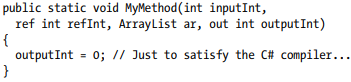 public static void MyMethod(int inputInt,
ref int refInt, ArrayList ar, out int outputInt)
{
outputInt = 0; // Just to satisfy the C# compiler...
}